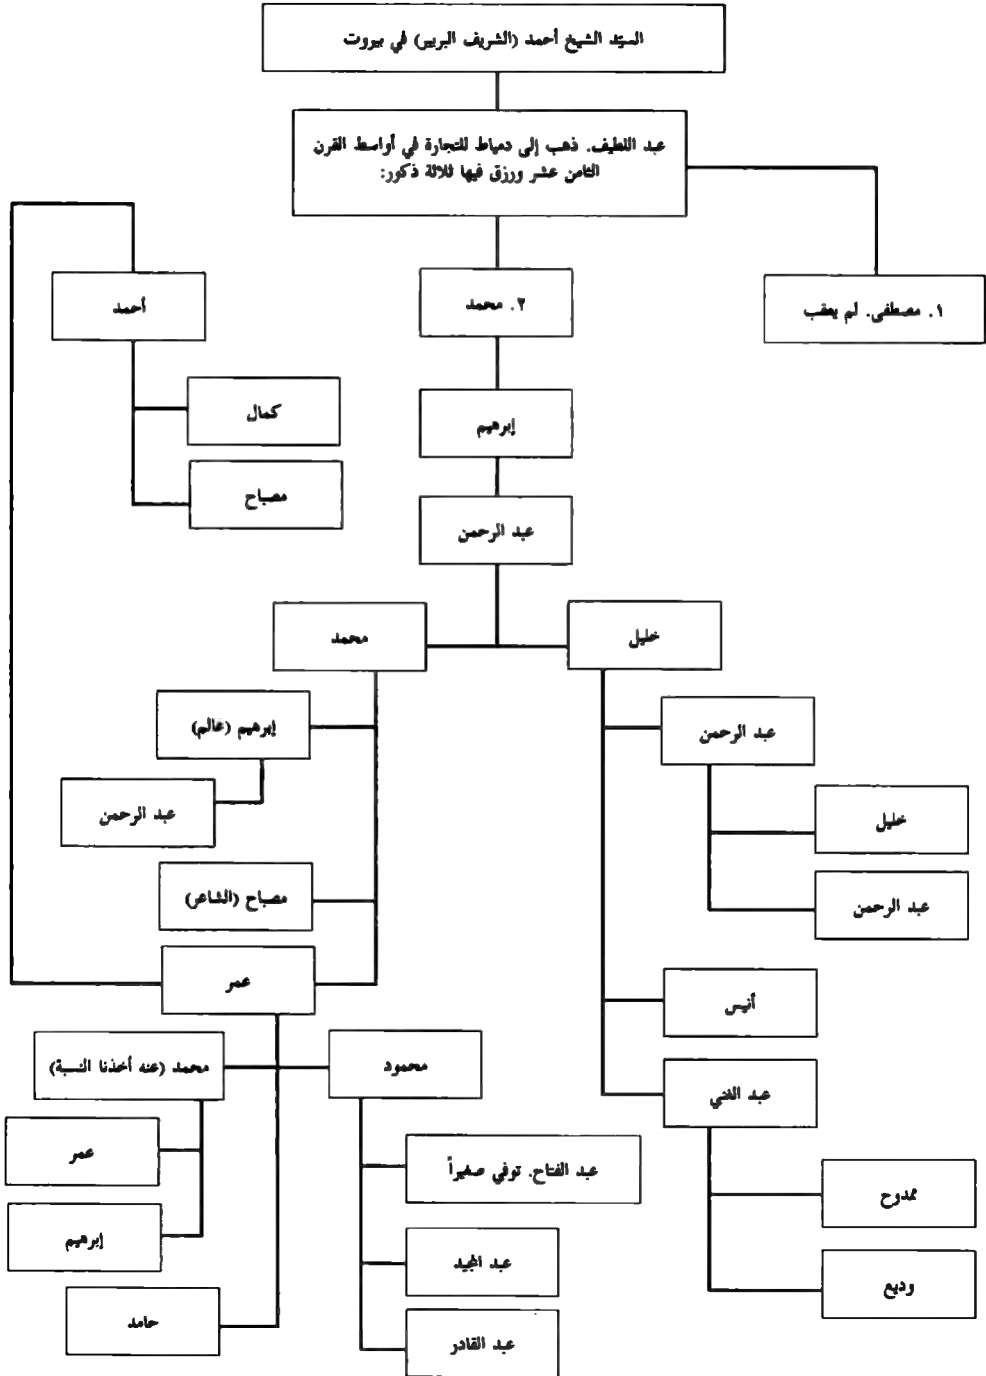 السيّد الشيخ أحمد (الشريف البربير) في بيروت
عبد اللطيف. ذهب إلى دمياط للتجارة في أواسط القرن
الثامن عشر ورزق فيها ثلاثة ذكور:
١. مصطفى. لم يعقب
٢. محمد
أحمد
كمال
مصباح
إبرهيم
عبد الرحمن
خليل
محمد
عبد الرحمن
خليل
عبد الرحمن
أنيس
عبد الغني
ممدوح
وديع
إبرهيم (عالم)
عبد الرحمن
مصباح (الشاعر)
عمر
محمود
محمد (عنه أخذنا النسبة)
عبد الفتاح. توفي صغيراً
عبد المجيد
عبد القادر
عمر
إبرهيم
حامد